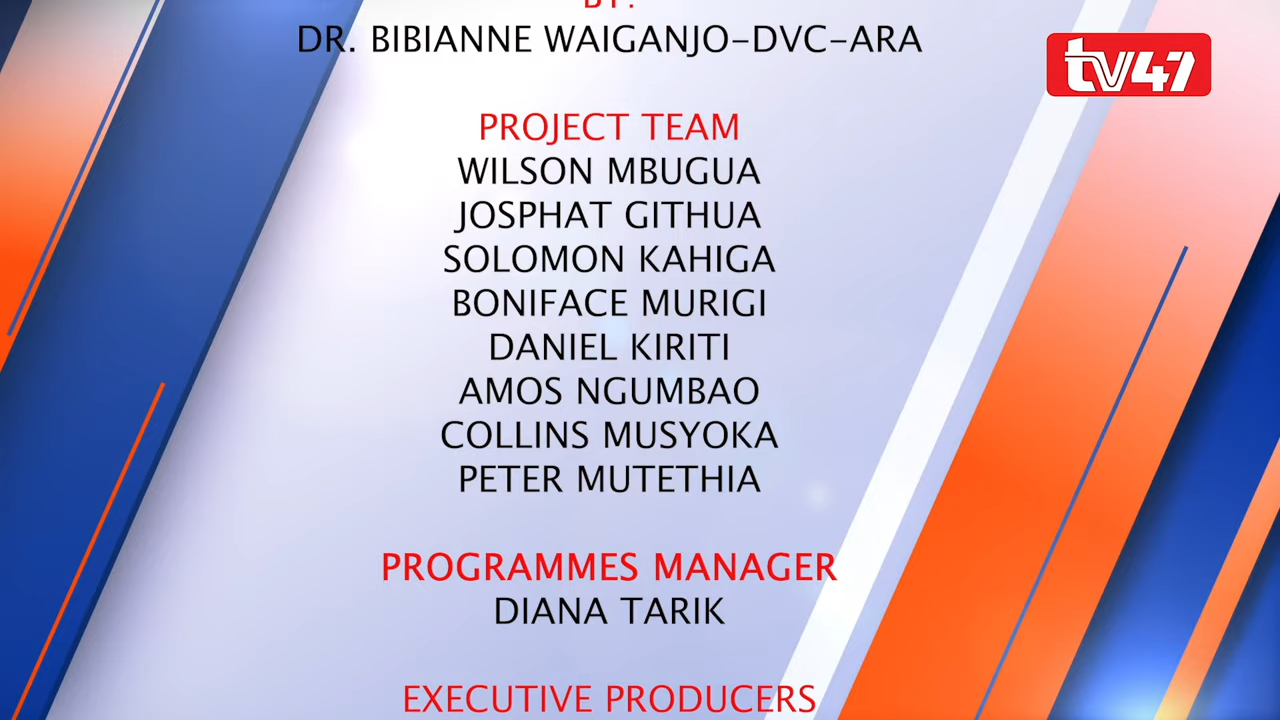 BY:
DR. BIBIANNE WAIGANJO-DVC-ARA
tv47
PROJECT TEAM
WILSON MBUGUA
JOSPHAT GITHUA
SOLOMON KAHIGA
BONIFACE MURIGI
DANIEL KIRITI
AMOS NGUMBAO
COLLINS MUSYOKA
PETER MUTETHIA
PROGRAMMES MANAGER
DIANA TARIK
EXECUTIVE PRODUCERS